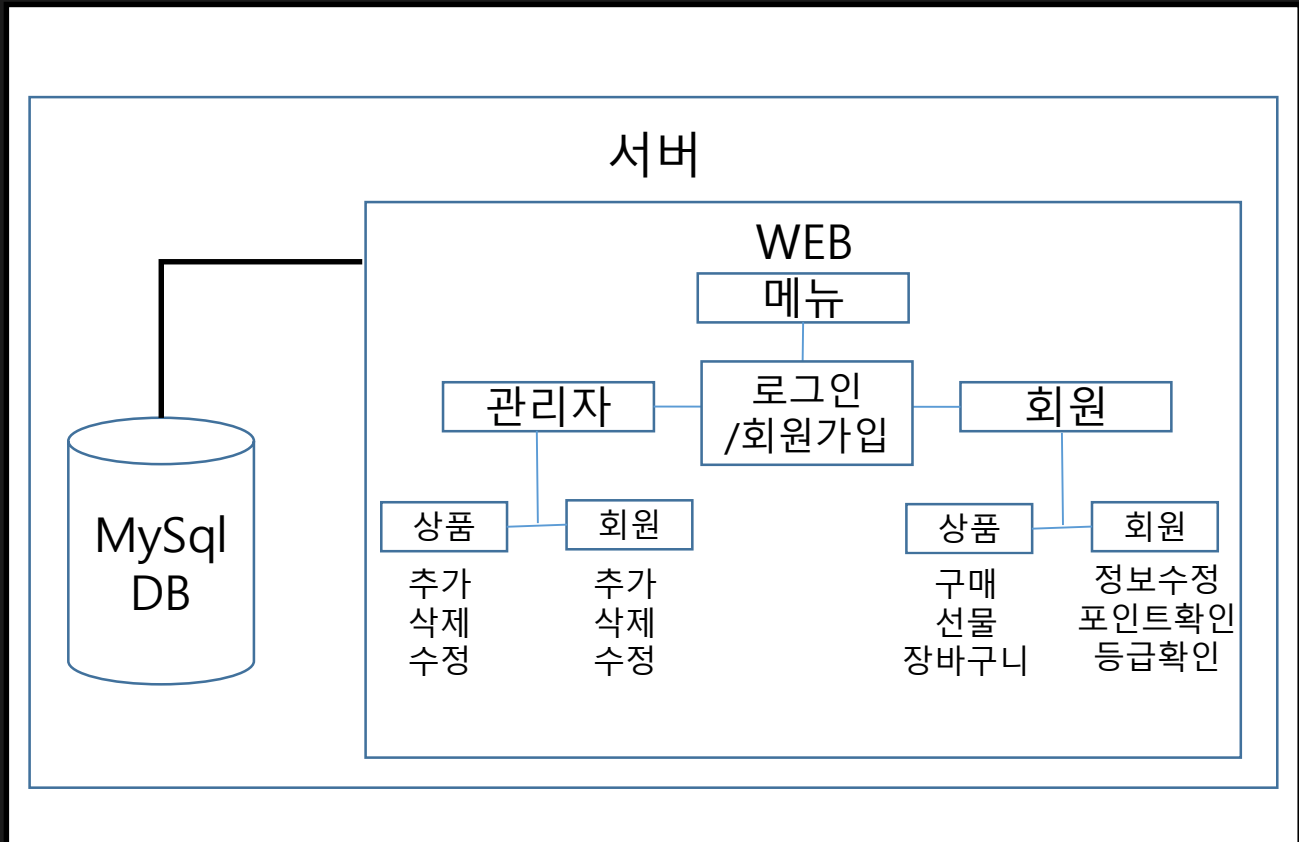 서버
WEB
메뉴
관리자
로그인
/회원가입
회원
MySql
DB
상품
추가
삭제
수정
회원
추가
삭제
수정
상품
구매
선물
장바구니
회원
정보수정
포인트확인
등급확인